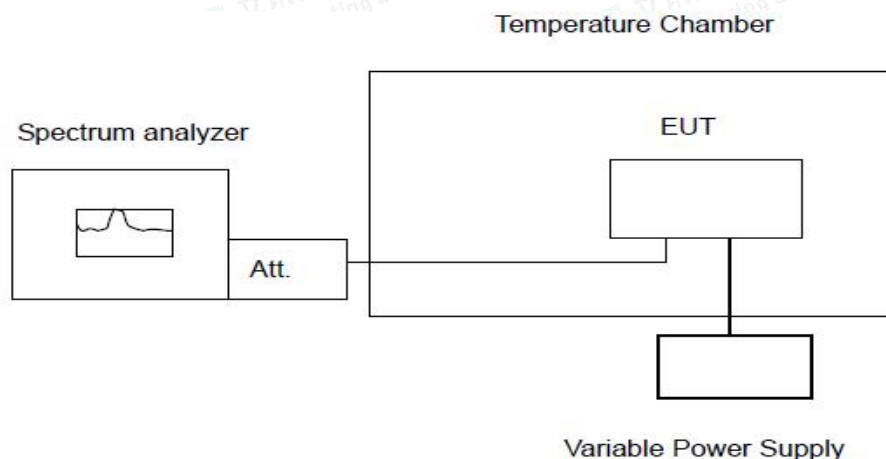 Temperature Chamber
Spectrum analyzer
EUT
Att.
Variable Power Supply